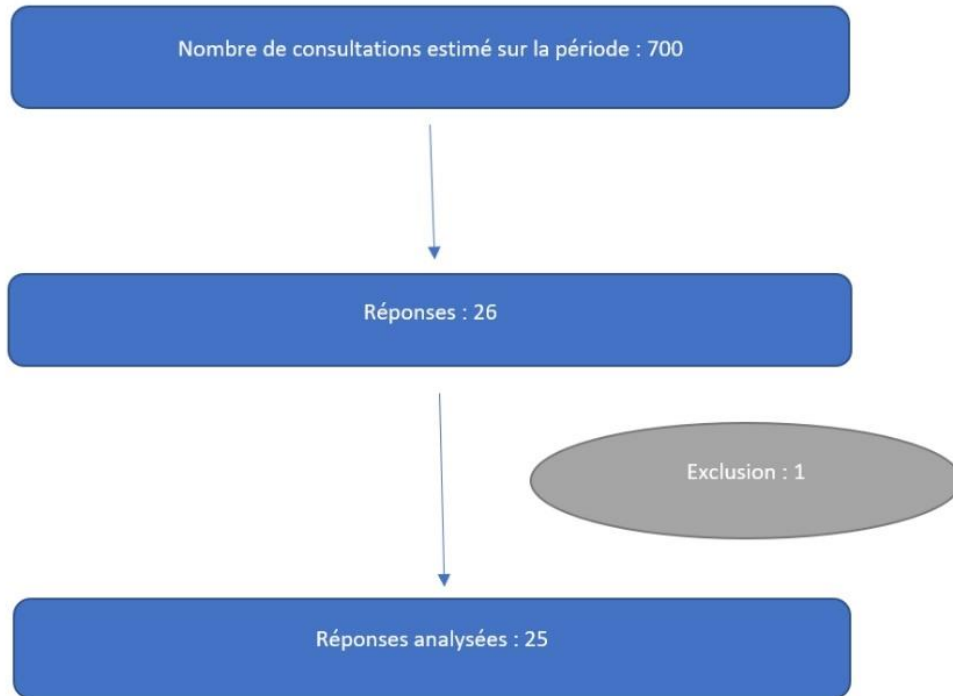 Nombre de consultations estimé sur la période : 700
Réponses : 26
Exclusion : 1
Réponses analysées : 25